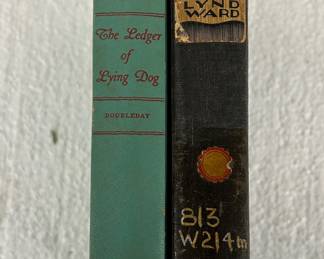 The Ledger
of
Lying Dog
DOUBLEDAY
LYND
WARD
813
W214m